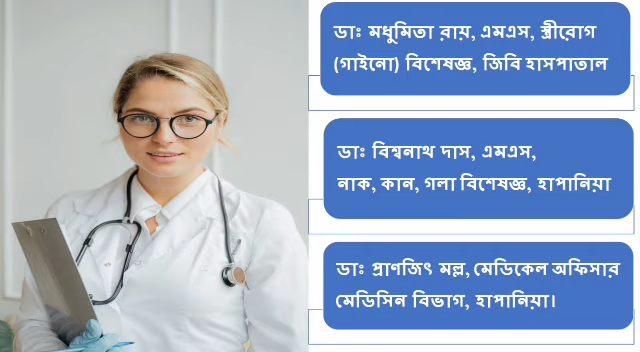 ডাঃ মধুমিতা রায়, এমএস, স্ত্রীরোগ
(গাইনো) বিশেষজ্ঞ, জিবি হাসপাতাল
ডাঃ বিশ্বনাথ দাস, এমএস,
নাক, কান, গলা বিশেষজ্ঞ, হাপানিয়া
ডাঃ প্রাণজিৎ মল্ল, মেডিকেল অফিসার
মেডিসিন বিভাগ, হাপানিয়া।